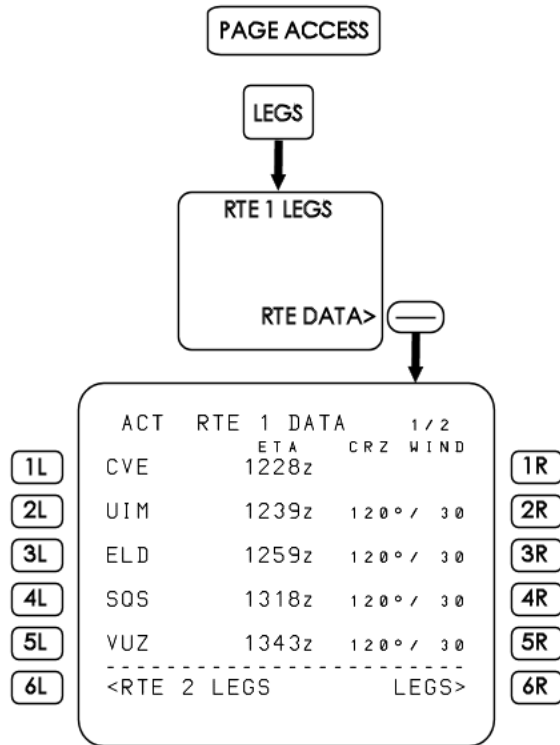 PAGE ACCESS
LEGS
RTE 1 LEGS
RTE DATA>
ACT RTE 1 DATA 1/2
ETA CRZ WIND
1L CVE 1228z 1R
2L UIM 1239z 120°/ 30 2R
3L ELD 1259z 120°/ 30 3R
4L SQS 1318z 120°/ 30 4R
5L VUZ 1343z 120°/ 30 5R
6L <RTE 2 LEGS LEGS> 6R